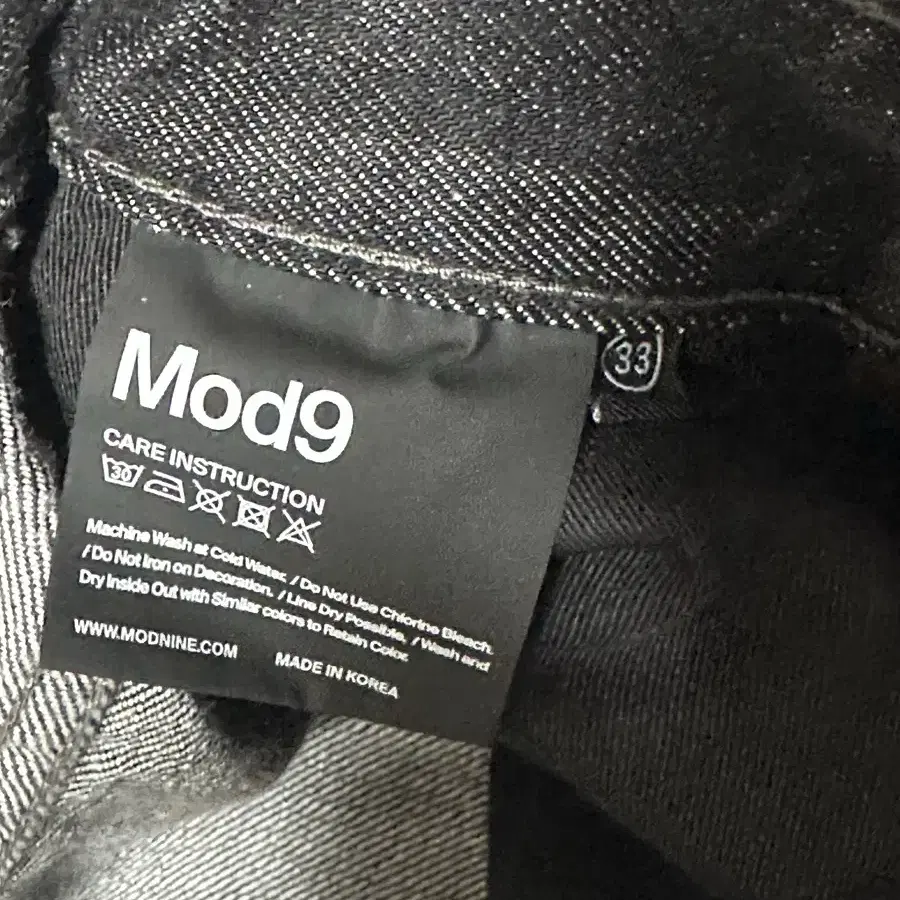 Mod9
33
CARE INSTRUCTION
30
Machine Wash at Cold Water. / Do Not Use Chlorine Bleach.
/ Do Not Iron on Decoration. / Line Dry Possible. / Wash and
Dry Inside Out with Similar colors to Retain Color.
WWW.MODNINE.COM
MADE IN KOREA